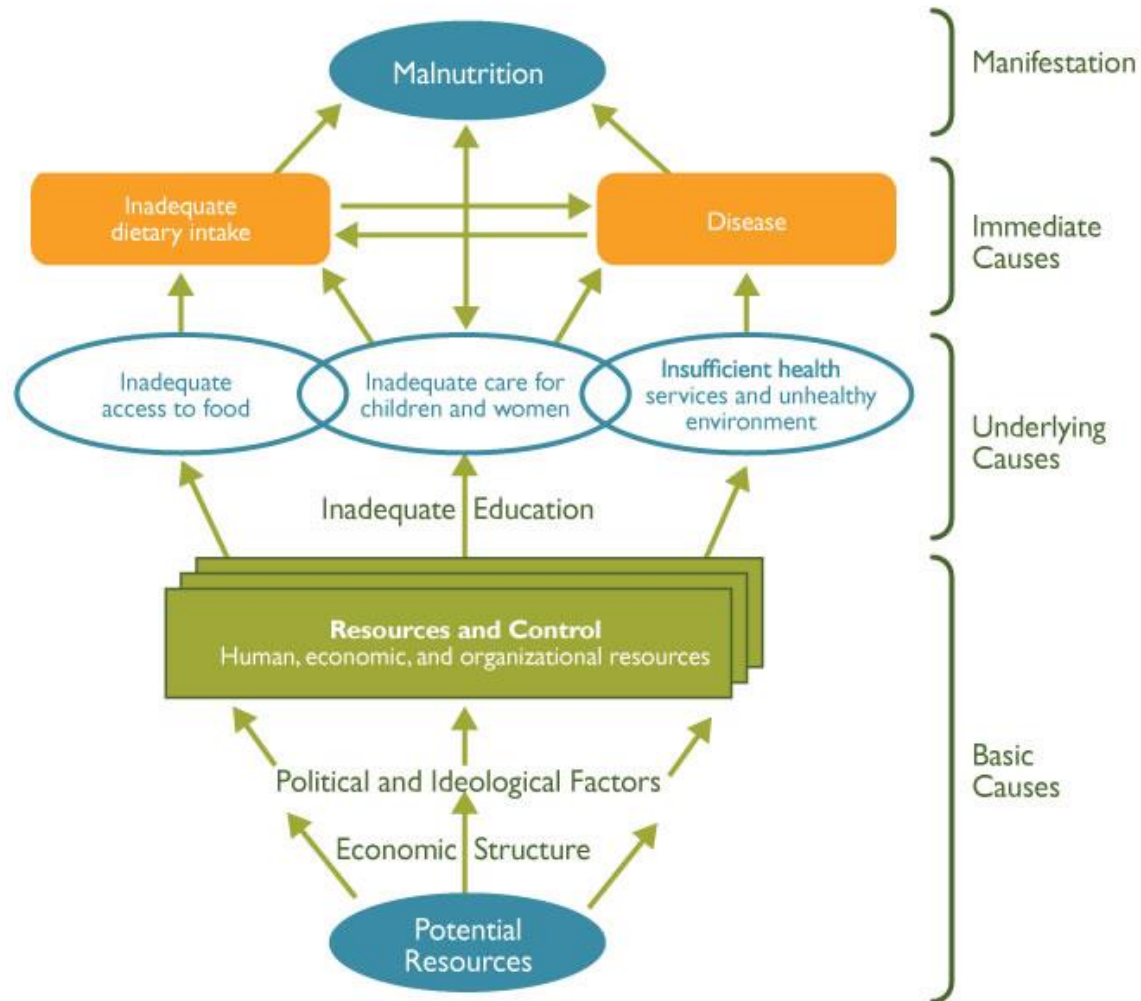 Malnutrition
Manifestation
Inadequate
dietary intake
Disease
Immediate
Causes
Inadequate
access to food
Inadequate care for
children and women
Insufficient health
services and unhealthy
environment
Underlying
Causes
Inadequate Education
Resources and Control
Human, economic, and organizational resources
Political and Ideological Factors
Basic
Causes
Economic Structure
Potential
Resources